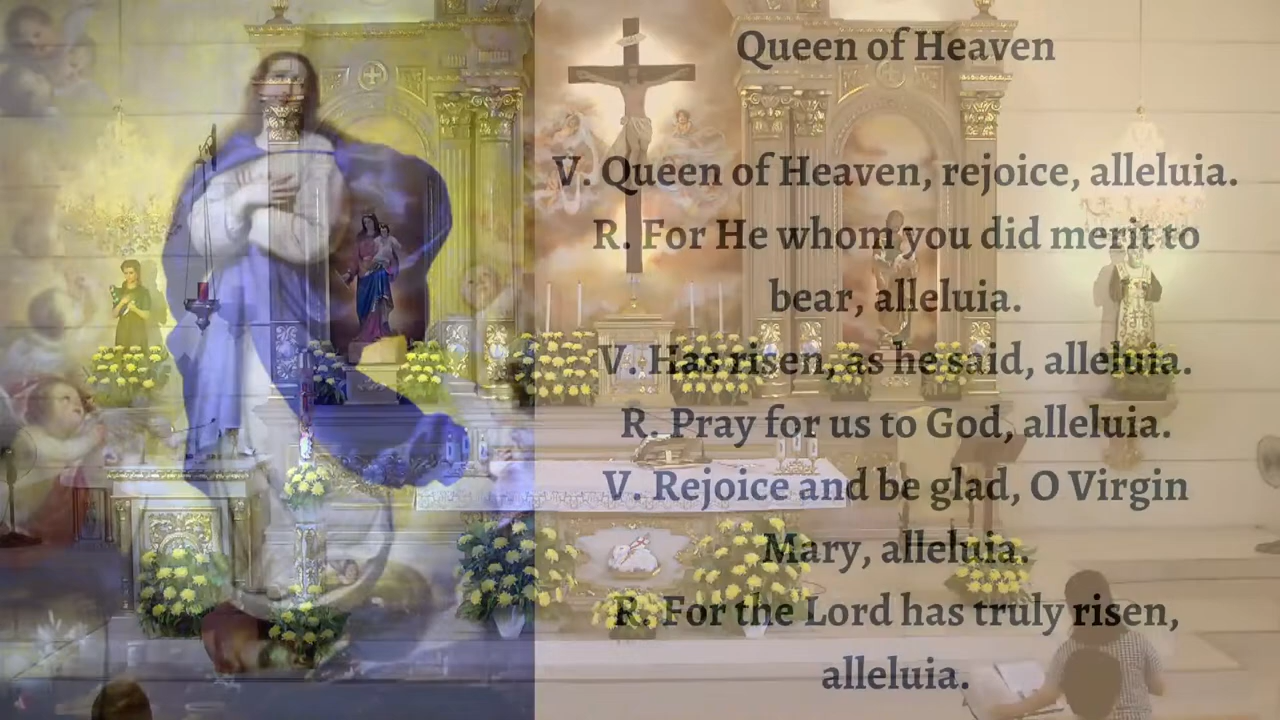 Queen of Heaven
V. Queen of Heaven, rejoice, alleluia.
R. For He whom you did merit to
bear, alleluia.
V. Has risen, as he said, alleluia.
R. Pray for us to God, alleluia.
V. Rejoice and be glad, O Virgin
Mary, alleluia.
R. For the Lord has truly risen,
alleluia.